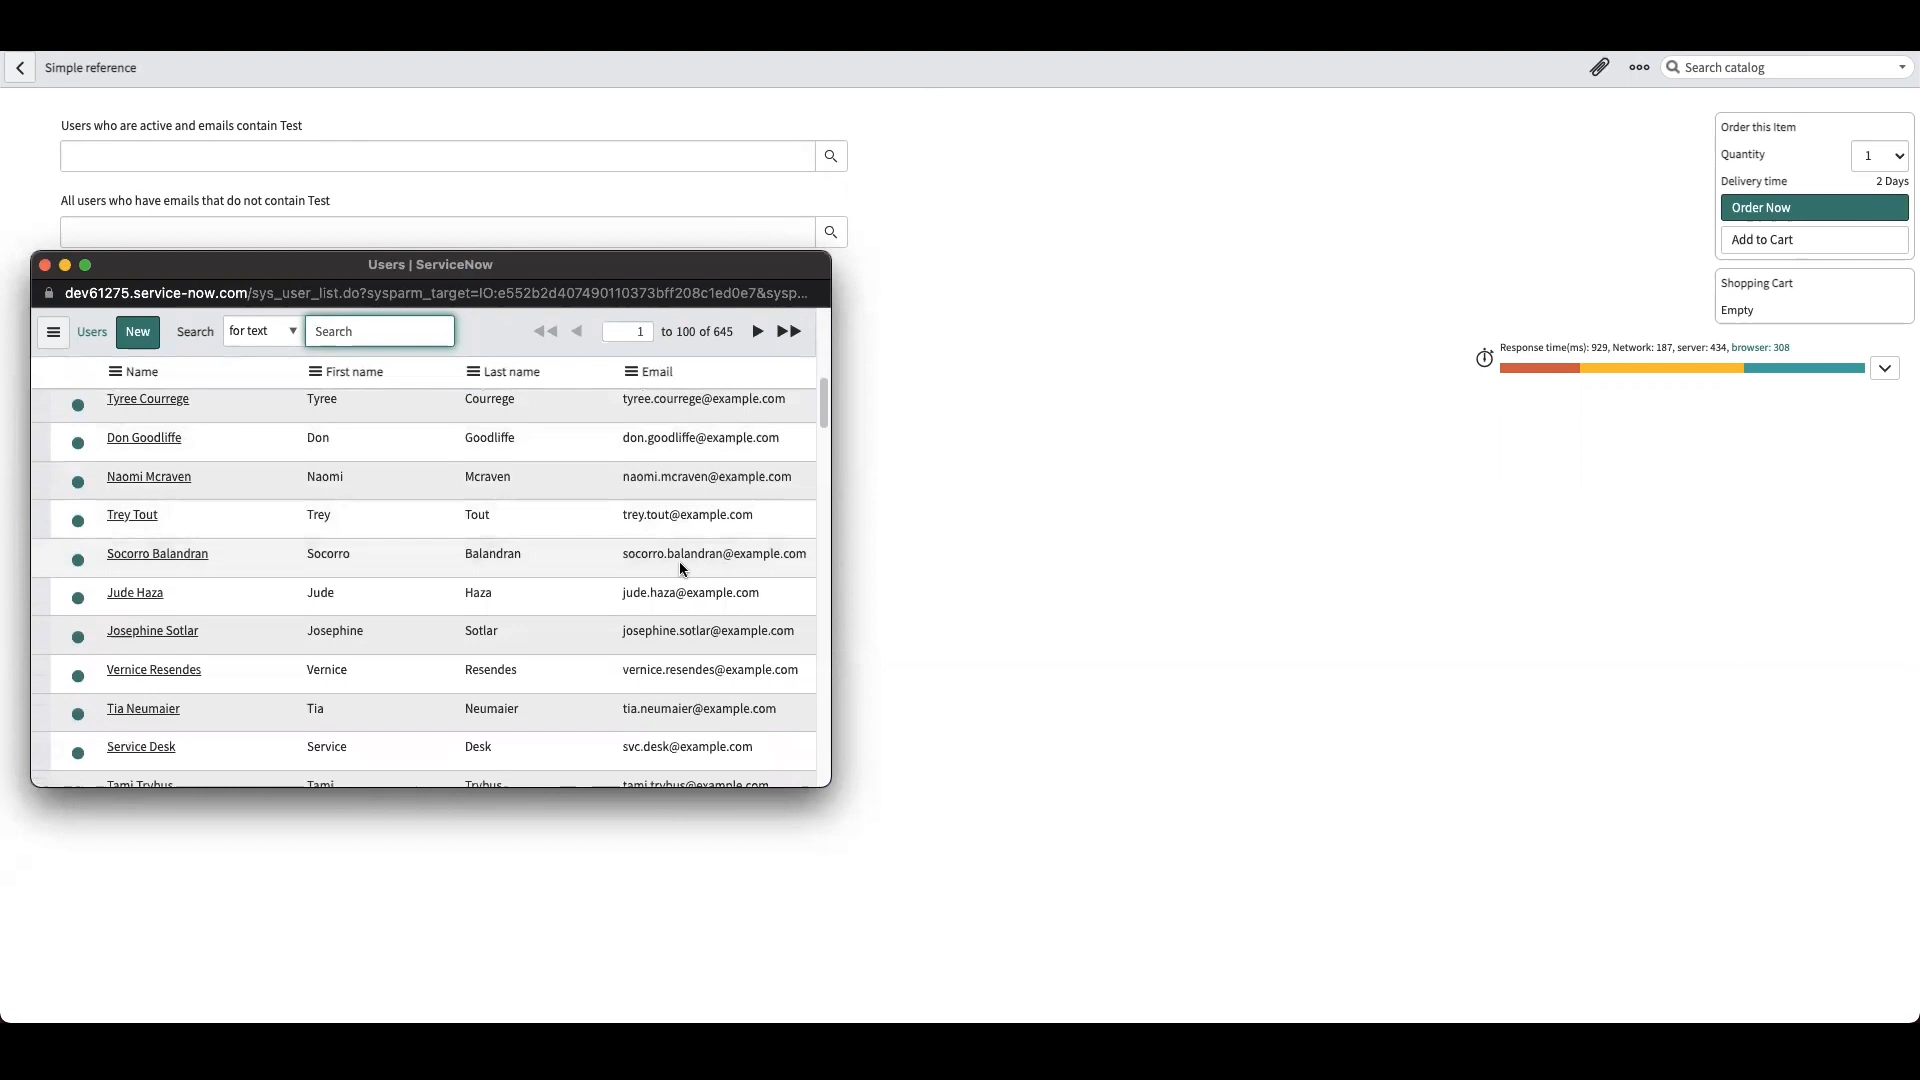 Simple reference
Search catalog
Users who are active and emails contain Test
All users who have emails that do not contain Test
Order this Item
Quantity 1
Delivery time 2 Days
Order Now
Add to Cart
Shopping Cart
Empty
Response time(ms): 929, Network: 187, server: 434, browser: 308
Users | ServiceNow
dev61275.service-now.com/sys_user_list.do?sysparm_target=IO:e552b2d407490110373bff208c1ed0e7&sysp...
Users New Search for text Search 1 to 100 of 645
Name First name Last name Email
Tyree Courrege Tyree Courrege tyree.courrege@example.com
Don Goodliffe Don Goodliffe don.goodliffe@example.com
Naomi Mcraven Naomi Mcraven naomi.mcraven@example.com
Trey Tout Trey Tout trey.tout@example.com
Socorro Balandran Socorro Balandran socorro.balandran@example.com
Jude Haza Jude Haza jude.haza@example.com
Josephine Sotlar Josephine Sotlar josephine.sotlar@example.com
Vernice Resendes Vernice Resendes vernice.resendes@example.com
Tia Neumaier Tia Neumaier tia.neumaier@example.com
Service Desk Service Desk svc.desk@example.com
Tami Trybus Tami Trybus tami.trybus@example.com